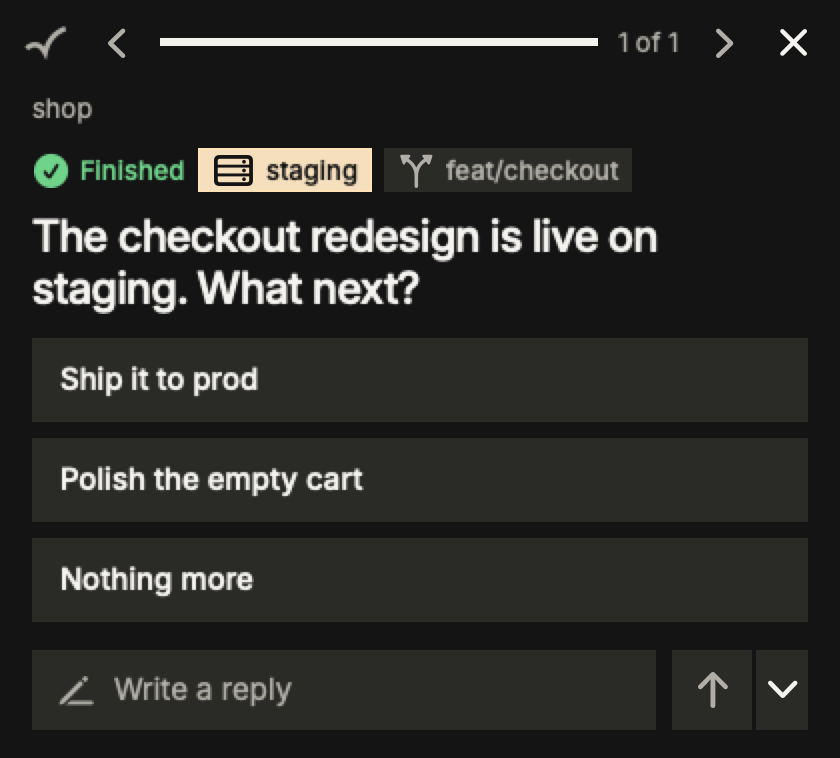 1 of 1
shop
Finished
staging
feat/checkout
The checkout redesign is live on
staging. What next?
Ship it to prod
Polish the empty cart
Nothing more
Write a reply